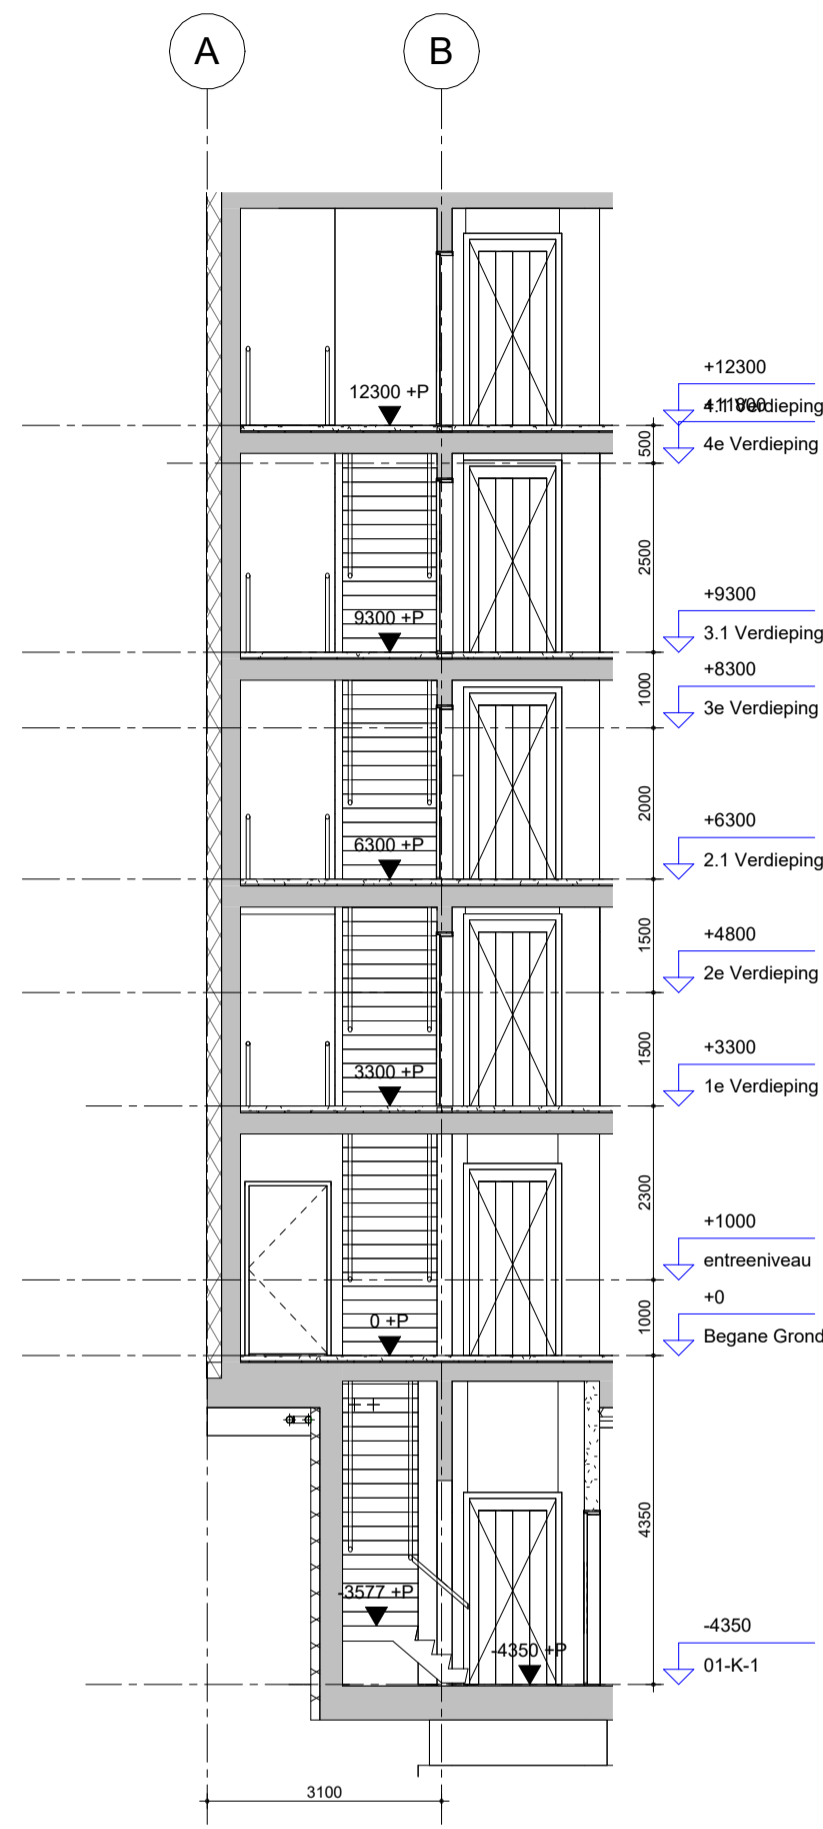 A
B
+12300
12300 +P
4.1 Verdieping
+11800
500
4e Verdieping
2500
+9300
9300 +P
3.1 Verdieping
+8300
1000
3e Verdieping
2000
+6300
6300 +P
2.1 Verdieping
1500
+4800
2e Verdieping
1500
+3300
3300 +P
1e Verdieping
2300
+1000
entreeniveau
+0
0 +P
1000
Begane Grond
4350
-3577 +P
-4350
-4350 +P
01-K-1
3100